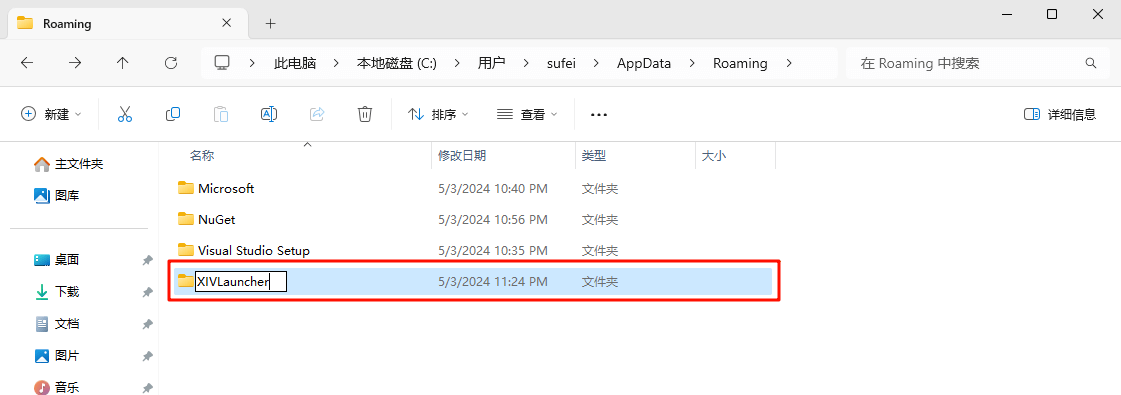 Roaming
此电脑 本地磁盘 (C:) 用户 sufei AppData Roaming 在 Roaming 中搜索
新建 排序 查看 详细信息
名称 修改日期 类型 大小
主文件夹
图库
桌面
下载
文档
图片
音乐
Microsoft 5/3/2024 10:40 PM 文件夹
NuGet 5/3/2024 10:56 PM 文件夹
Visual Studio Setup 5/3/2024 10:35 PM 文件夹
XIVLauncher 5/3/2024 11:24 PM 文件夹